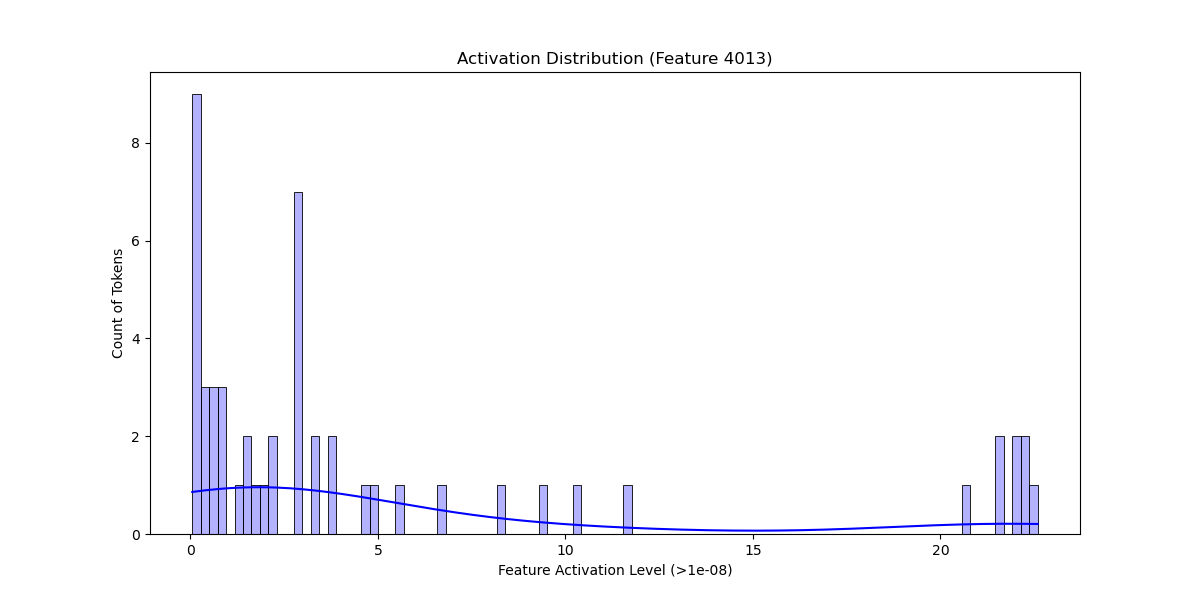 Activation Distribution (Feature 4013)
8
6
4
2
0
Count of Tokens
0 5 10 15 20
Feature Activation Level (>1e-08)